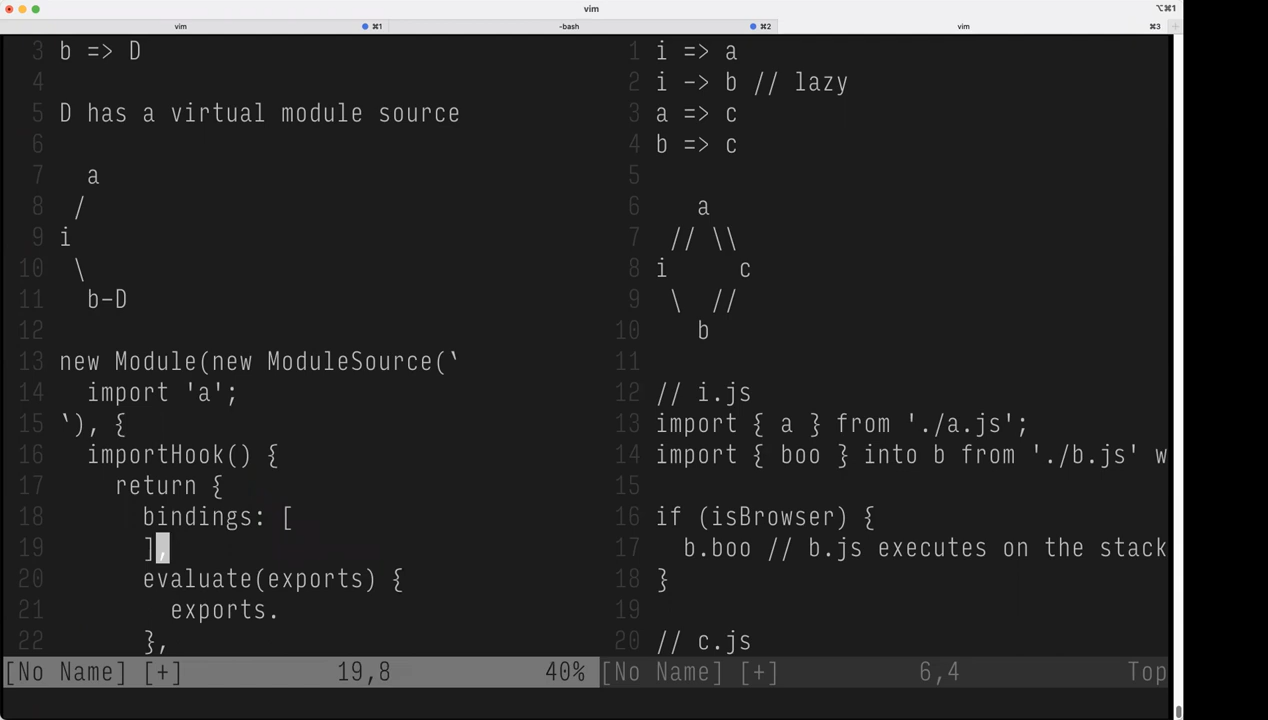 vim
⌥⌘1
vim ⌘1 -bash ⌘2 vim ⌘3
3 b => D
4
5 D has a virtual module source
6
7   a
8  /
9 i
10  \
11   b-D
12
13 new Module(new ModuleSource(`
14   import 'a';
15 `), {
16   importHook() {
17     return {
18       bindings: [
19       ],
20       evaluate(exports) {
21         exports.
22       },
[No Name] [+] 19,8 40%
1 i => a
2 i -> b // lazy
3 a => c
4 b => c
5
6    a
7  // \\
8 i     c
9  \  //
10    b
11
12 // i.js
13 import { a } from './a.js';
14 import { boo } into b from './b.js' w
15
16 if (isBrowser) {
17   b.boo // b.js executes on the stack
18 }
19
20 // c.js
[No Name] [+] 6,4 Top